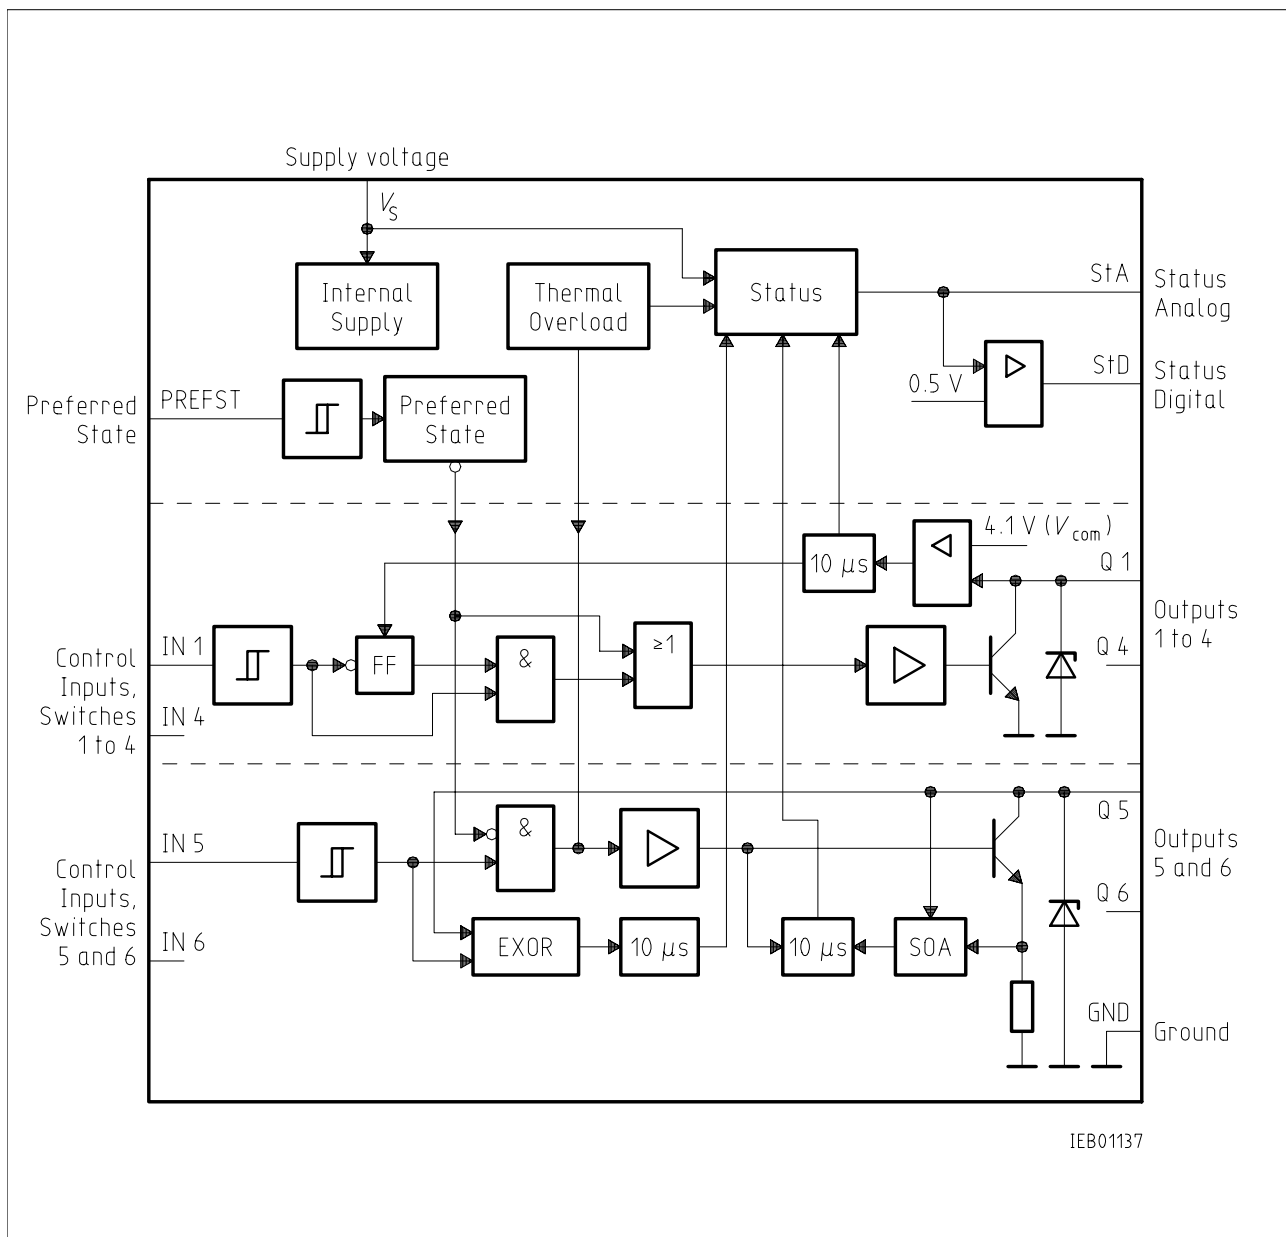 Supply voltage
VS
Internal
Supply
Thermal
Overload
Status
StA
Status
Analog
0.5 V
StD
Status
Digital
Preferred
State
PREFST
Preferred
State
4.1 V (Vcom)
10 µs
Q 1
Outputs
1 to 4
Q 4
IN 1
Control
Inputs,
Switches
1 to 4
IN 4
FF
&
≥1
Q 5
Outputs
5 and 6
Q 6
IN 5
Control
Inputs,
Switches
5 and 6
IN 6
&
EXOR
10 µs
10 µs
SOA
GND
Ground
IEB01137